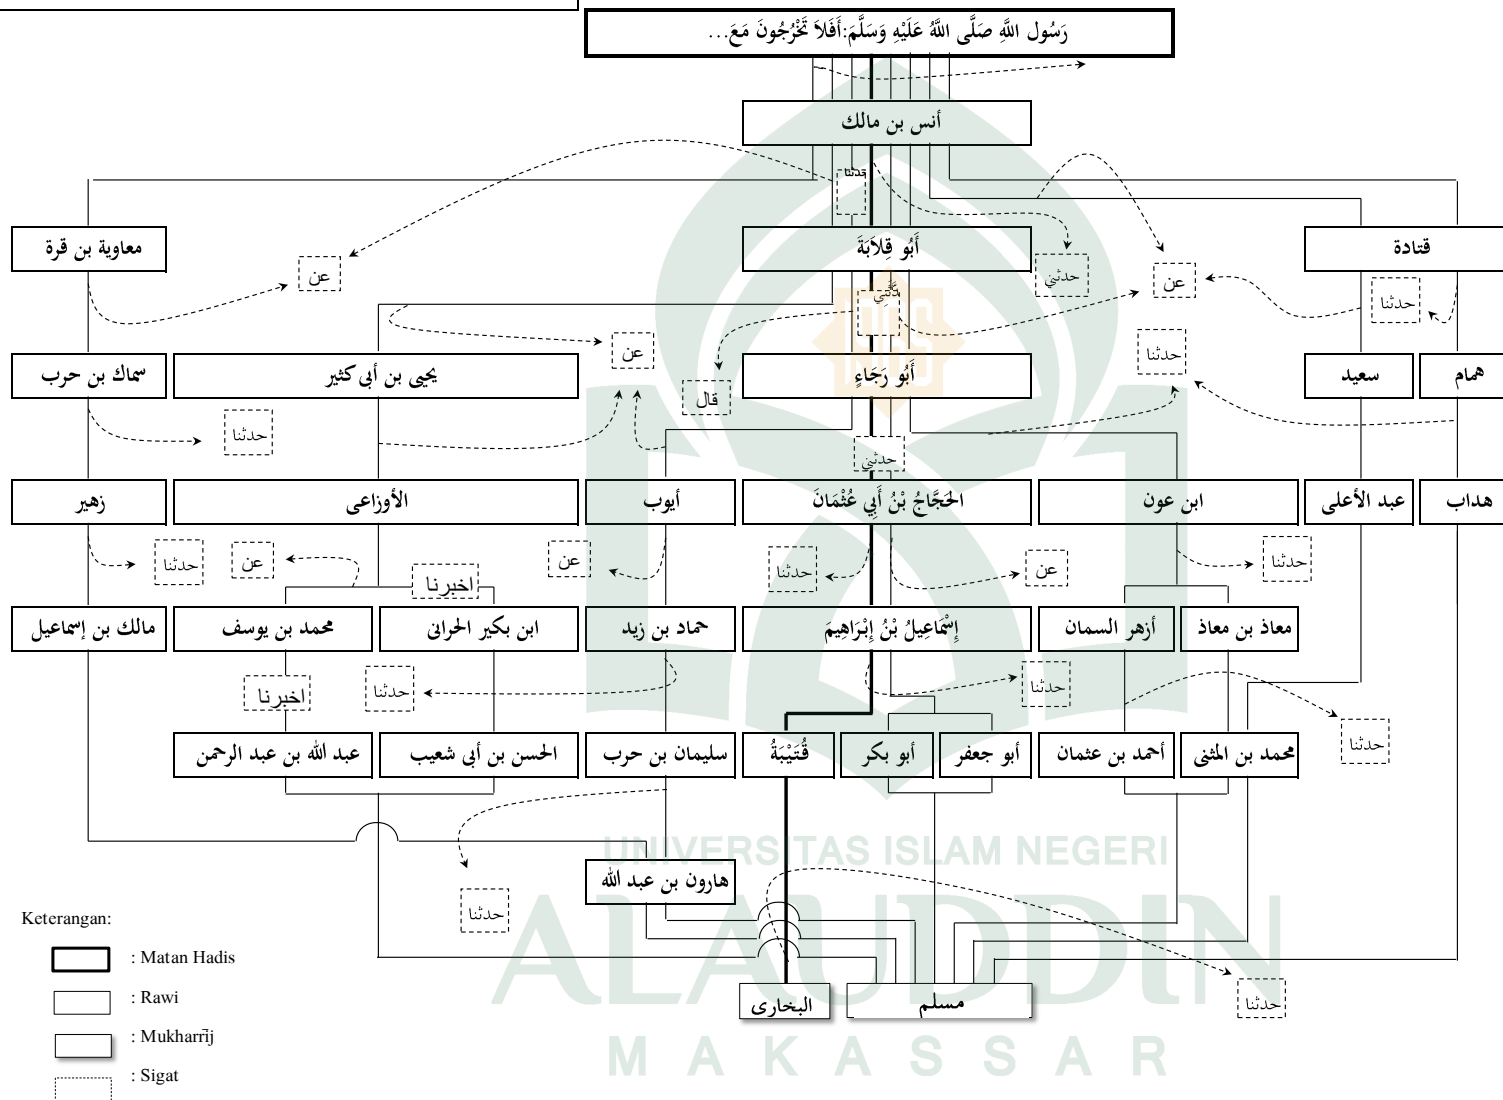 رَسُول اللَّهِ صَلَّى اللَّهُ عَلَيْهِ وَسَلَّمَ:أَفَلاَ تَخْرُجُونَ مَعَ...
أنس بن مالك
حدثنا
معاوية بن قرة
أَبُو قِلاَبَةَ
قتادة
عن
حدثني
عن
حدثنا
عن
حدثنا
سماك بن حرب
يحيى بن أبى كثير
أَبُو رَجَاءٍ
سعيد
همام
قال
حدثنا
حدثني
زهير
الأوزاعى
أيوب
الحَجَّاجُ بْنُ أَبِي عُثْمَانَ
ابن عون
عبد الأعلى
هداب
حدثنا
عن
اخبرنا
عن
حدثنا
عن
حدثنا
مالك بن إسماعيل
محمد بن يوسف
ابن بكير الحرانى
حماد بن زيد
إِسْمَاعِيلُ بْنُ إِبْرَاهِيمَ
أزهر السمان
معاذ بن معاذ
اخبرنا
حدثنا
حدثنا
عبد الله بن عبد الرحمن
الحسن بن أبى شعيب
سليمان بن حرب
قُتَيْبَةُ
أبو بكر
أبو جعفر
أحمد بن عثمان
محمد بن المثنى
حدثنا
UNIVERSITAS ISLAM NEGERI
هارون بن عبد الله
حدثنا
ALAUDDIN
البخارى
مسلم
حدثنا
MAKASSAR
Keterangan:
: Matan Hadis
: Rawi
: Mukharrij
: Sigat